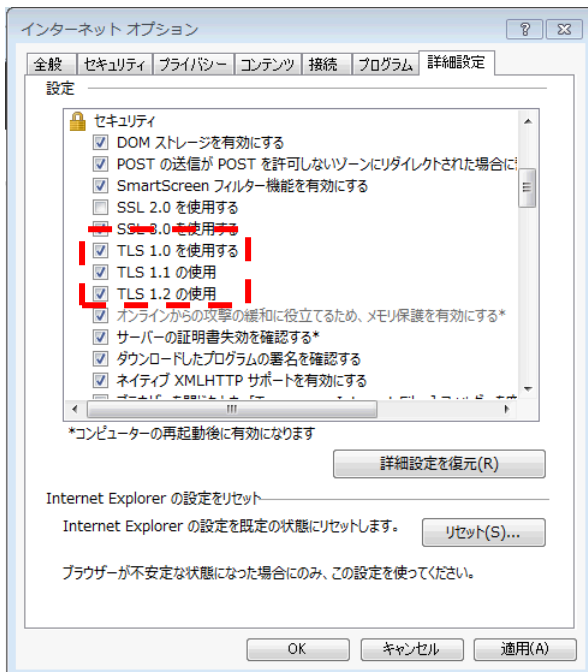 インターネット オプション
全般 セキュリティ プライバシー コンテンツ 接続 プログラム 詳細設定
設定
セキュリティ
DOM ストレージを有効にする
POST の送信が POST を許可しないゾーンにリダイレクトされた場合に
SmartScreen フィルター機能を有効にする
SSL 2.0 を使用する
SSL 3.0 を使用する
TLS 1.0 を使用する
TLS 1.1 の使用
TLS 1.2 の使用
オンラインからの攻撃の緩和に役立てるため、メモリ保護を有効にする*
サーバーの証明書失効を確認する*
ダウンロードしたプログラムの署名を確認する
ネイティブ XMLHTTP サポートを有効にする
*コンピューターの再起動後に有効になります
詳細設定を復元(R)
Internet Explorer の設定をリセット
Internet Explorer の設定を既定の状態にリセットします。
リセット(S)...
ブラウザーが不安定な状態になった場合にのみ、この設定を使ってください。
OK キャンセル 適用(A)